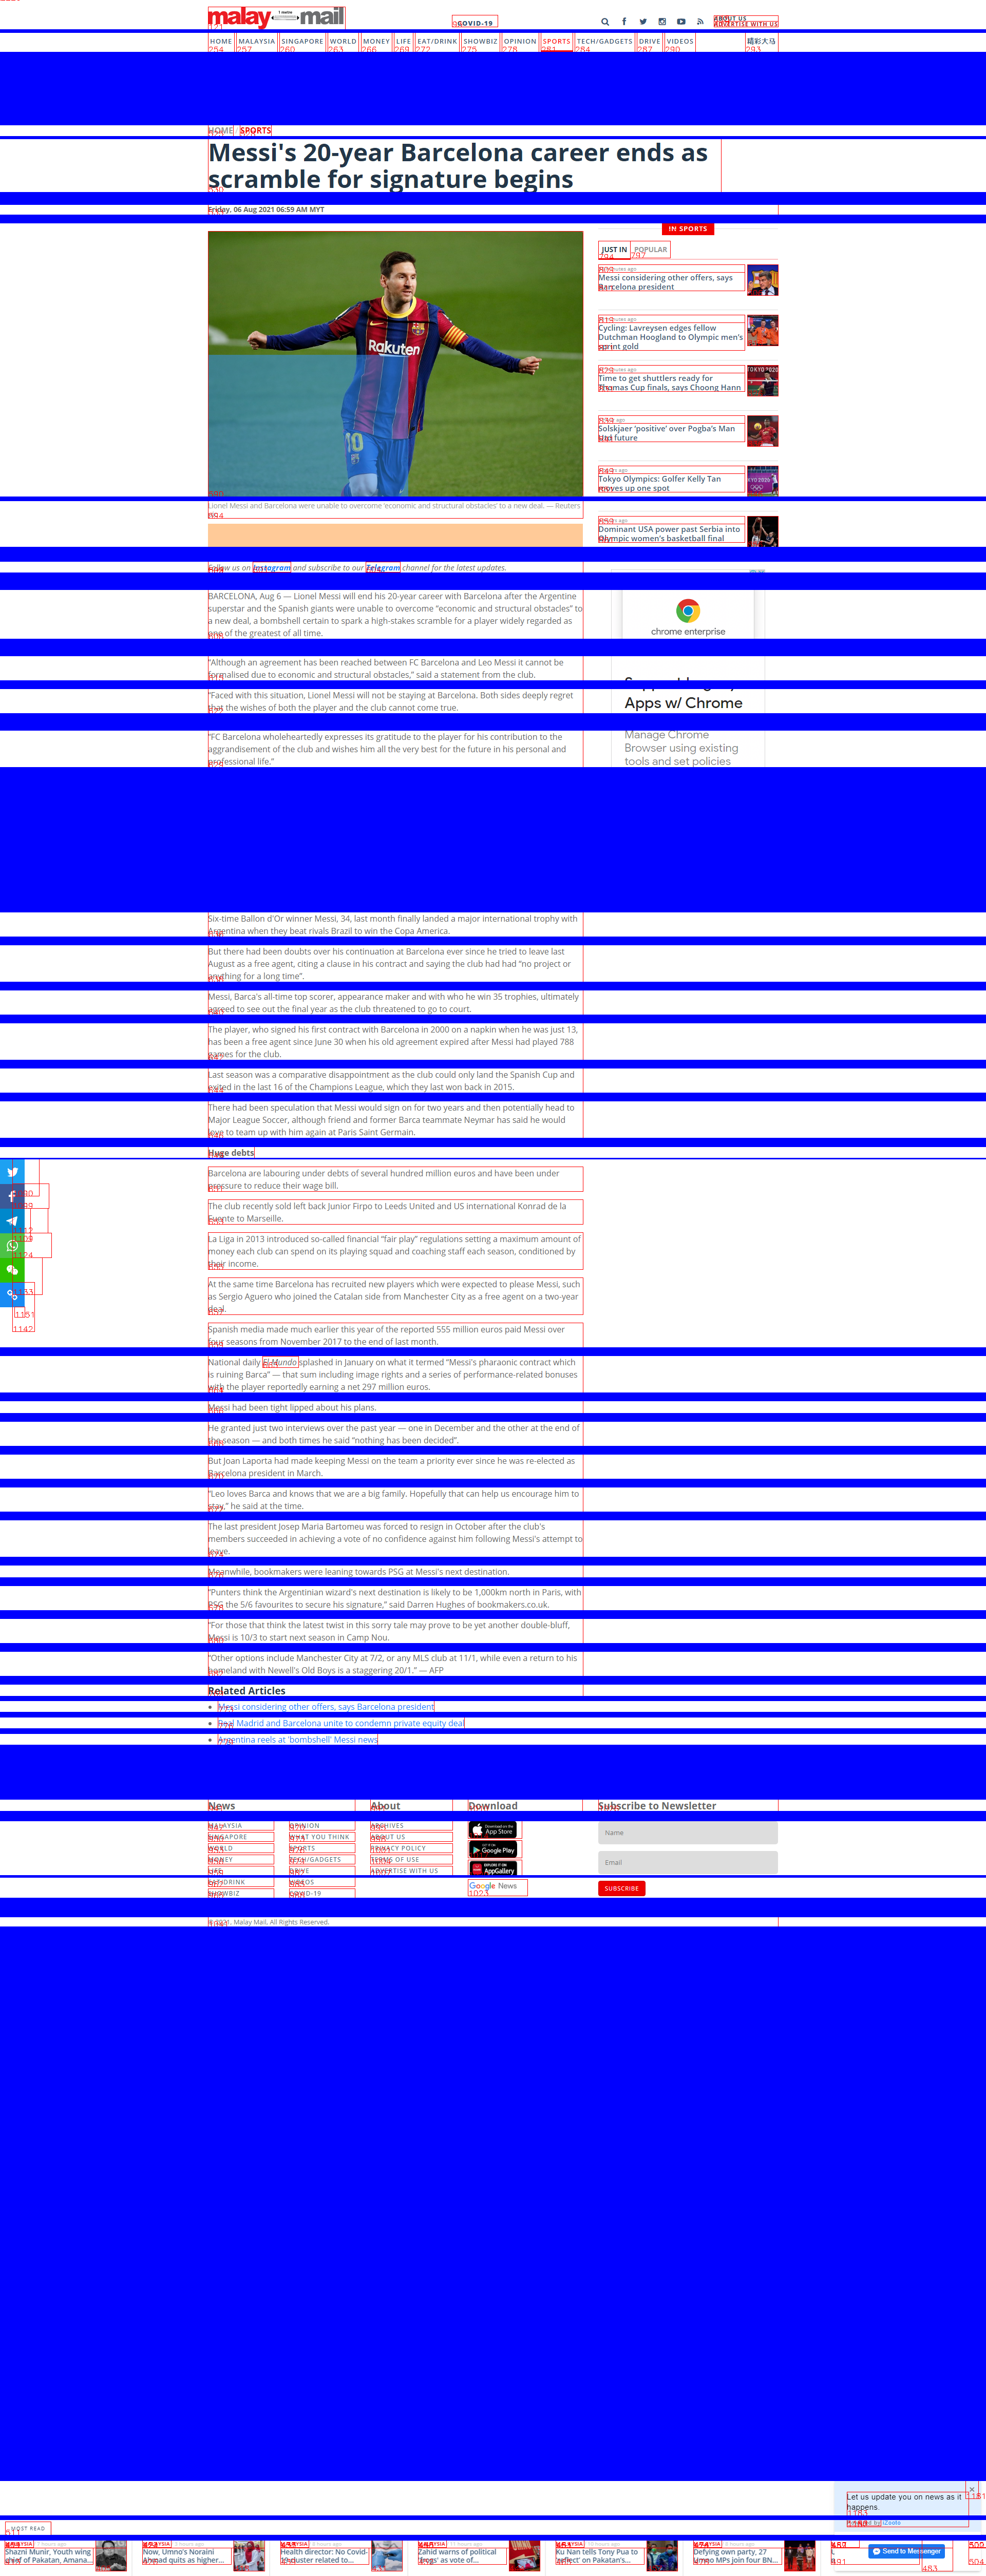 malay mail
COVID-19
ABOUT US
ADVERTISE WITH US
HOME MALAYSIA SINGAPORE WORLD MONEY LIFE EAT/DRINK SHOWBIZ OPINION SPORTS TECH/GADGETS DRIVE VIDEOS 精彩大马
HOME / SPORTS
Messi's 20-year Barcelona career ends as
scramble for signature begins
Friday, 06 Aug 2021 06:59 AM MYT
IN SPORTS
JUST IN POPULAR
Messi considering other offers, says
Barcelona president
Cycling: Lavreysen edges fellow
Dutchman Hoogland to Olympic men's
sprint gold
Time to get shuttlers ready for
Thomas Cup finals, says Choong Hann
Solskjaer ‘positive’ over Pogba’s Man
Utd future
Tokyo Olympics: Golfer Kelly Tan
moves up one spot
Dominant USA power past Serbia into
Olympic women’s basketball final
Rakuten
Lionel Messi and Barcelona were unable to overcome ‘economic and structural obstacles’ to a new deal. — Reuters
Follow us on Instagram and subscribe to our Telegram channel for the latest updates.
BARCELONA, Aug 6 — Lionel Messi will end his 20-year career with Barcelona after the Argentine
superstar and the Spanish giants were unable to overcome “economic and structural obstacles” to
a new deal, a bombshell certain to spark a high-stakes scramble for a player widely regarded as
one of the greatest of all time.
chrome enterprise
“Although an agreement has been reached between FC Barcelona and Leo Messi it cannot be
formalised due to economic and structural obstacles,” said a statement from the club.
“Faced with this situation, Lionel Messi will not be staying at Barcelona. Both sides deeply regret
that the wishes of both the player and the club cannot come true.
Apps w/ Chrome
Manage Chrome
Browser using existing
tools and set policies
“FC Barcelona wholeheartedly expresses its gratitude to the player for his contribution to the
aggrandisement of the club and wishes him all the very best for the future in his personal and
professional life.”
Six-time Ballon d'Or winner Messi, 34, last month finally landed a major international trophy with
Argentina when they beat rivals Brazil to win the Copa America.
But there had been doubts over his continuation at Barcelona ever since he tried to leave last
August as a free agent, citing a clause in his contract and saying the club had had “no project or
anything for a long time”.
Messi, Barca's all-time top scorer, appearance maker and with who he win 35 trophies, ultimately
agreed to see out the final year as the club threatened to go to court.
The player, who signed his first contract with Barcelona in 2000 on a napkin when he was just 13,
has been a free agent since June 30 when his old agreement expired after Messi had played 788
games for the club.
Last season was a comparative disappointment as the club could only land the Spanish Cup and
exited in the last 16 of the Champions League, which they last won back in 2015.
There had been speculation that Messi would sign on for two years and then potentially head to
Major League Soccer, although friend and former Barca teammate Neymar has said he would
love to team up with him again at Paris Saint Germain.
Huge debts
Barcelona are labouring under debts of several hundred million euros and have been under
pressure to reduce their wage bill.
The club recently sold left back Junior Firpo to Leeds United and US international Konrad de la
Fuente to Marseille.
La Liga in 2013 introduced so-called financial “fair play” regulations setting a maximum amount of
money each club can spend on its playing squad and coaching staff each season, conditioned by
their income.
At the same time Barcelona has recruited new players which were expected to please Messi, such
as Sergio Aguero who joined the Catalan side from Manchester City as a free agent on a two-year
deal.
Spanish media made much earlier this year of the reported 555 million euros paid Messi over
four seasons from November 2017 to the end of last month.
National daily El Mundo splashed in January on what it termed “Messi's pharaonic contract which
is ruining Barca” — that sum including image rights and a series of performance-related bonuses
with the player reportedly earning a net 297 million euros.
Messi had been tight lipped about his plans.
He granted just two interviews over the past year — one in December and the other at the end of
the season — and both times he said “nothing has been decided”.
But Joan Laporta had made keeping Messi on the team a priority ever since he was re-elected as
Barcelona president in March.
“Leo loves Barca and knows that we are a big family. Hopefully that can help us encourage him to
stay,” he said at the time.
The last president Josep Maria Bartomeu was forced to resign in October after the club's
members succeeded in achieving a vote of no confidence against him following Messi's attempt to
leave.
Meanwhile, bookmakers were leaning towards PSG at Messi's next destination.
“Punters think the Argentinian wizard's next destination is likely to be 1,000km north in Paris, with
PSG the 5/6 favourites to secure his signature,” said Darren Hughes of bookmakers.co.uk.
“For those that think the latest twist in this sorry tale may prove to be yet another double-bluff,
Messi is 10/3 to start next season in Camp Nou.
“Other options include Manchester City at 7/2, or any MLS club at 11/1, while even a return to his
homeland with Newell's Old Boys is a staggering 20/1.” — AFP
Related Articles
Messi considering other offers, says Barcelona president
Real Madrid and Barcelona unite to condemn private equity deal
Argentina reels at 'bombshell' Messi news
News About Download Subscribe to Newsletter
MALAYSIA OPINION ARCHIVES
SINGAPORE WHAT YOU THINK ABOUT US
WORLD SPORTS PRIVACY POLICY
MONEY TECH/GADGETS TERMS OF USE
LIFE DRIVE ADVERTISE WITH US
EAT/DRINK VIDEOS
SHOWBIZ COVID-19
App Store
Google Play
AppGallery
Google News
Name
Email
SUBSCRIBE
© 2021, Malay Mail, All Rights Reserved.
Let us update you on news as it
happens.
iZooto
MOST READ
Shazni Munir, Youth wing
chief of Pakatan, Amana...
Now, Umno's Noraini
Ahmad quits as higher...
Health director: No Covid-
cluster related to...
Zahid warns of political
'frogs' as vote of...
Ku Nan tells Tony Pua to
'reflect' on Pakatan's...
Defying own party, 27
Umno MPs join four BN...
Send to Messenger